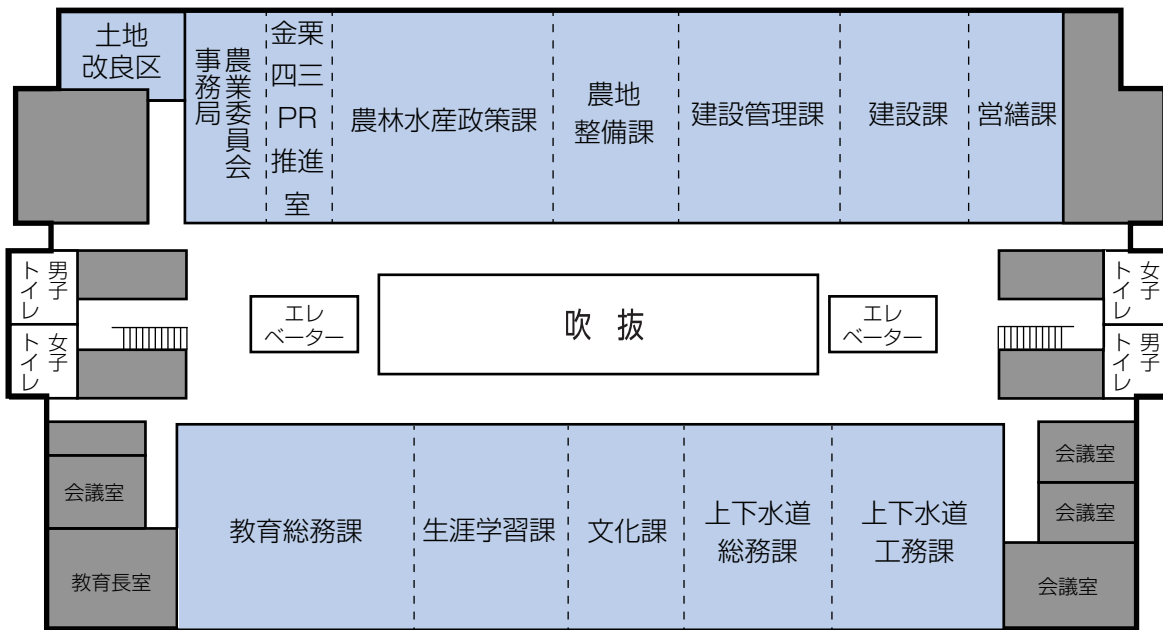 土地
改良区
農業委員会
事務局
金栗
四三
PR
推進
室
農林水産政策課
農地
整備課
建設管理課
建設課
営繕課
男子
トイレ
女子
トイレ
エレ
ベーター
吹抜
エレ
ベーター
女子
トイレ
男子
トイレ
会議室
教育長室
教育総務課
生涯学習課
文化課
上下水道
総務課
上下水道
工務課
会議室
会議室
会議室